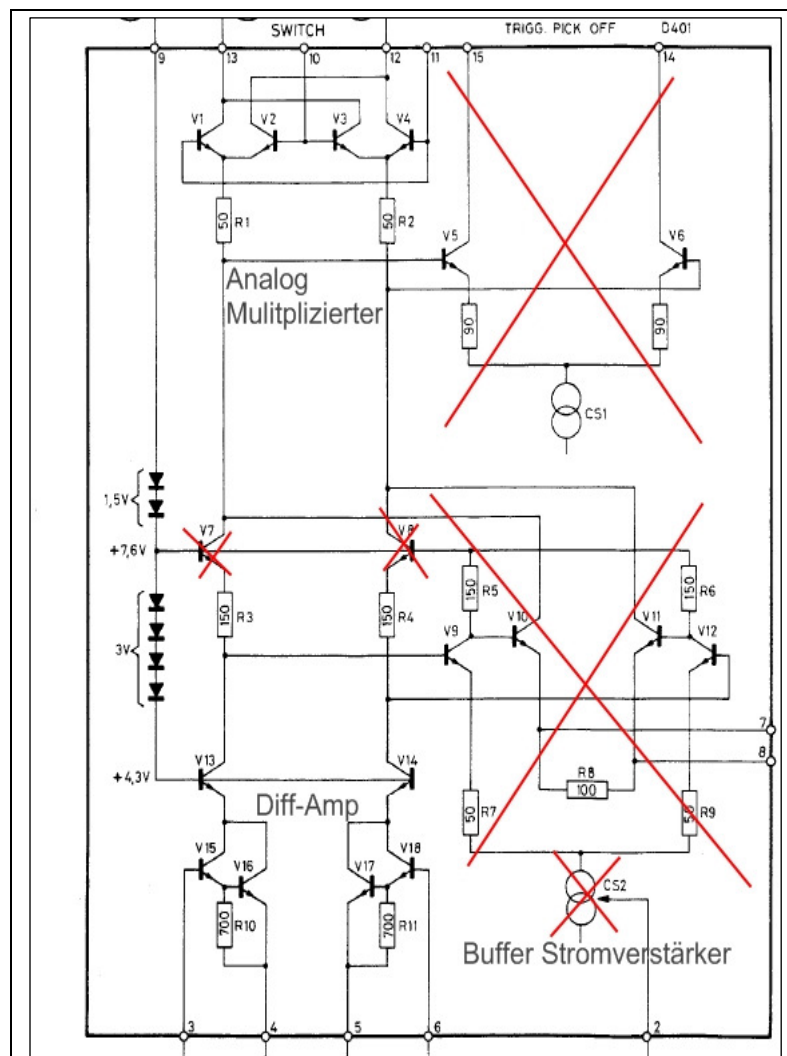 SWITCH TRIGG. PICK OFF D401
9 13 10 12 11 15 14
V1 V2 V3 V4
50 R1 50 R2
V5 V6
Analog
Mulitplizierter
90 90
CS1
1,5V
V7 V8
+7,6V
150 R5 150 R6
150 R3 150 R4
V10 V11
V9 V12
3V
7
8
V13 V14
R8
100
+4,3V
Diff-Amp
50 R7 50 R9
V15 V16 V17 V18
CS2
700 R10 700 R11
Buffer Stromverstärker
3 4 5 6 2